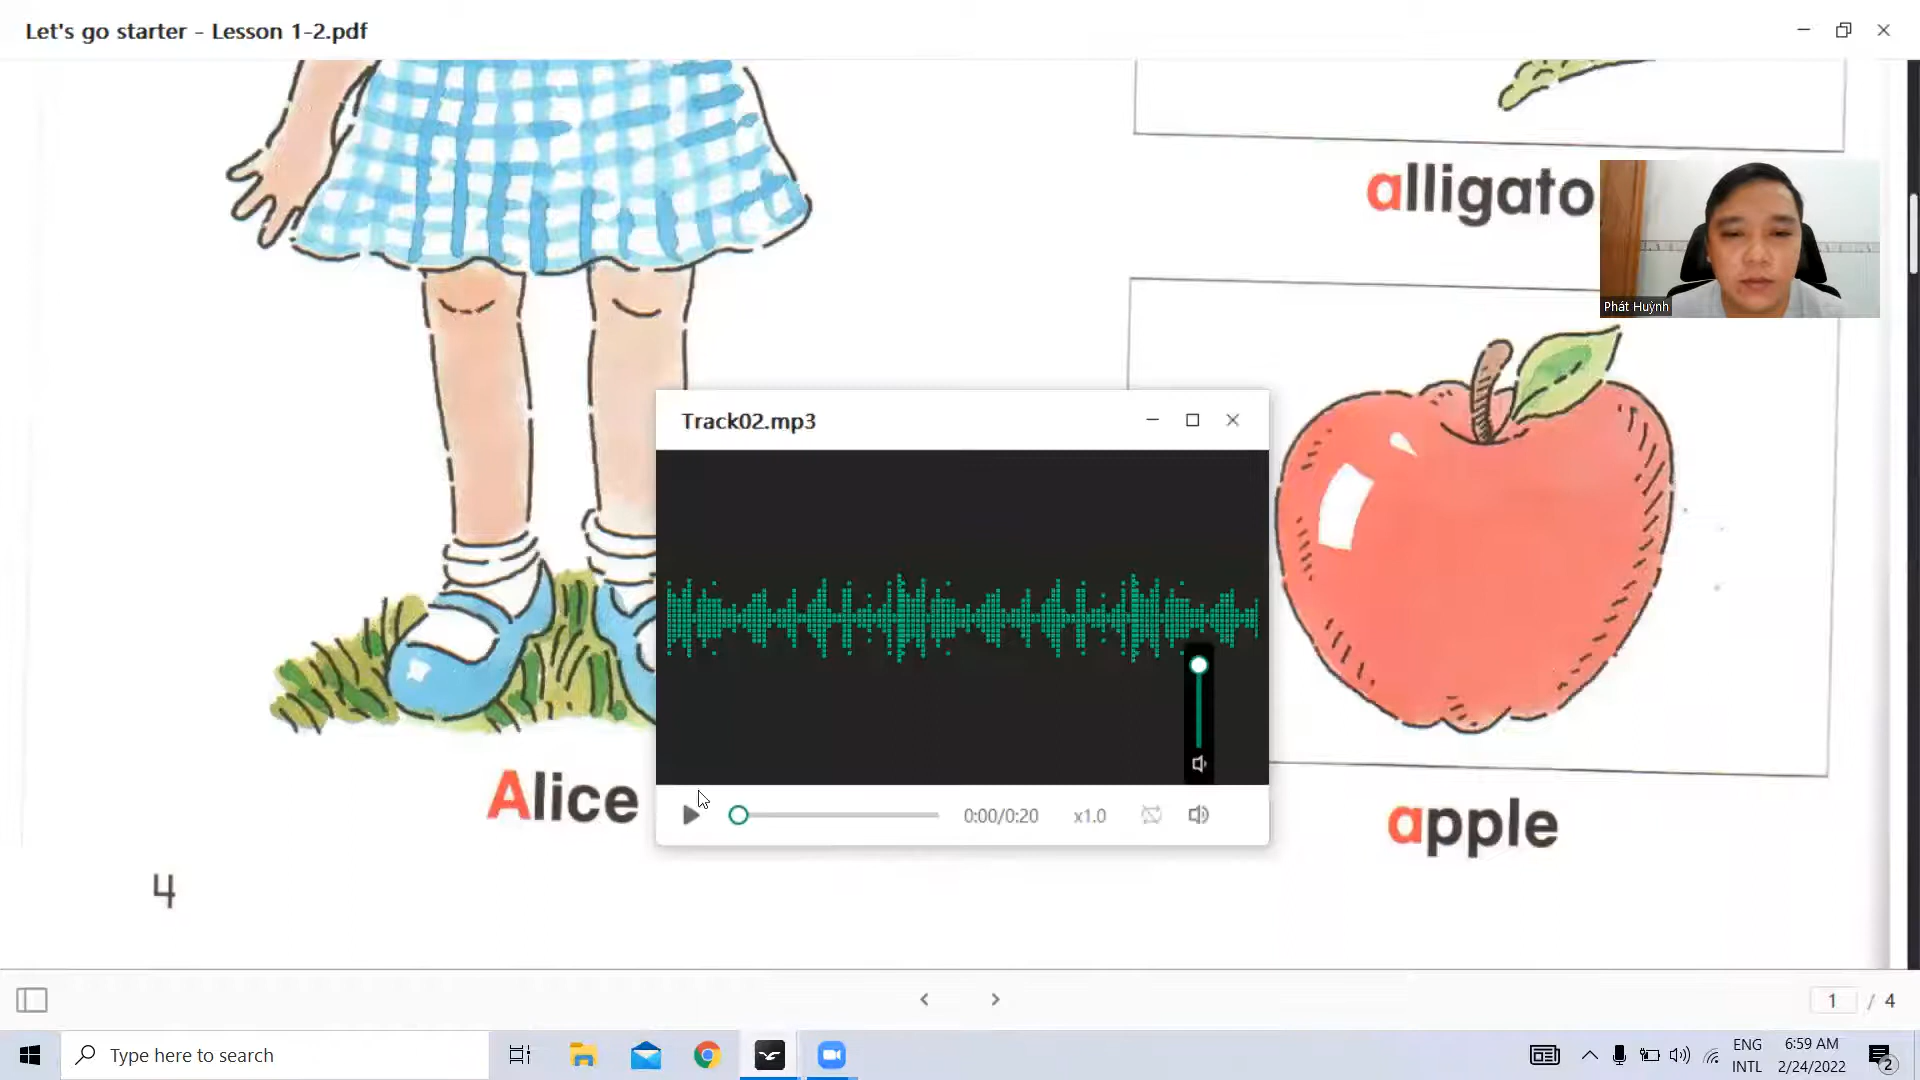 Let's go starter - Lesson 1-2.pdf
alligato
Phát Huỳnh
Track02.mp3
0:00/0:20
x1.0
Alice
apple
4
1 / 4
Type here to search
ENG
INTL
6:59 AM
2/24/2022
2